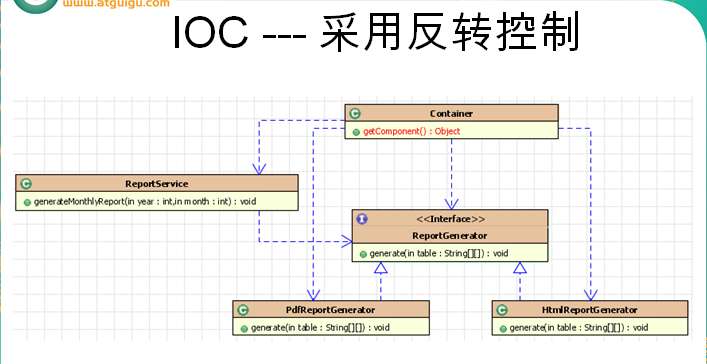 www.atguigu.com
IOC --- 采用反转控制
C Container
getComponent() : Object
C ReportService
generateMonthlyReport(in year : int,in month : int) : void
I <<Interface>>
ReportGenerator
generate(in table : String[][]) : void
C PdfReportGenerator
generate(in table : String[][]) : void
C HtmlReportGenerator
generate(in table : String[][]) : void